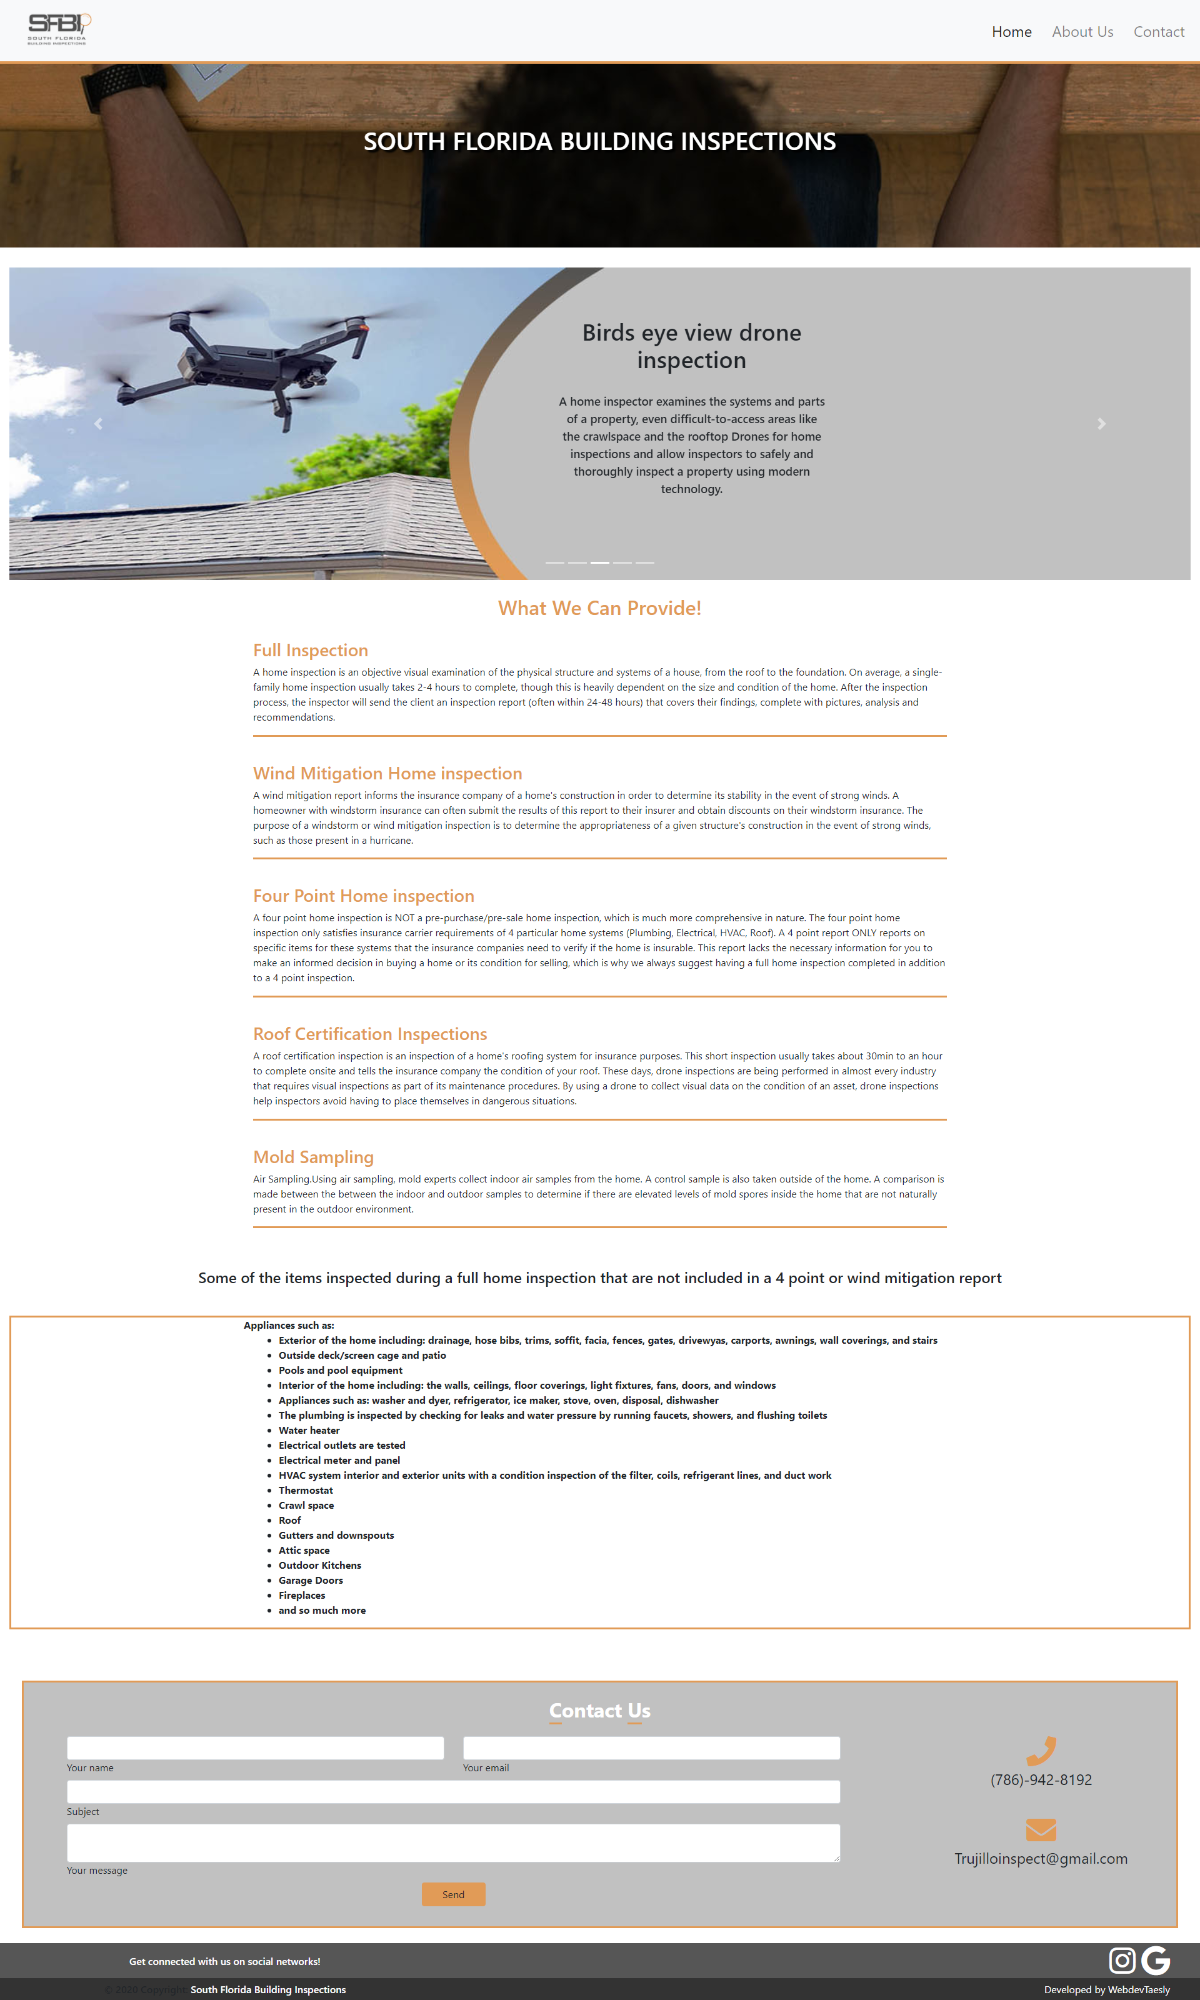 SFBI
SOUTH FLORIDA
BUILDING INSPECTIONS
Home
About Us
Contact
SOUTH FLORIDA BUILDING INSPECTIONS
Birds eye view drone
inspection
A home inspector examines the systems and parts
of a property, even difficult-to-access areas like
the crawlspace and the rooftop Drones for home
inspections and allow inspectors to safely and
thoroughly inspect a property using modern
technology.
What We Can Provide!
Full Inspection
A home inspection is an objective visual examination of the physical structure and systems of a house, from the roof to the foundation. On average, a single-
family home inspection usually takes 2-4 hours to complete, though this is heavily dependent on the size and condition of the home. After the inspection
process, the inspector will send the client an inspection report (often within 24-48 hours) that covers their findings, complete with pictures, analysis and
recommendations.
Wind Mitigation Home inspection
A wind mitigation report informs the insurance company of a home's construction in order to determine its stability in the event of strong winds. A
homeowner with windstorm insurance can often submit the results of this report to their insurer and obtain discounts on their windstorm insurance. The
purpose of a windstorm or wind mitigation inspection is to determine the appropriateness of a given structure's construction in the event of strong winds,
such as those present in a hurricane.
Four Point Home inspection
A four point home inspection is NOT a pre-purchase/pre-sale home inspection, which is much more comprehensive in nature. The four point home
inspection only satisfies insurance carrier requirements of 4 particular home systems (Plumbing, Electrical, HVAC, Roof). A 4 point report ONLY reports on
specific items for these systems that the insurance companies need to verify if the home is insurable. This report lacks the necessary information for you to
make an informed decision in buying a home or its condition for selling, which is why we always suggest having a full home inspection completed in addition
to a 4 point inspection.
Roof Certification Inspections
A roof certification inspection is an inspection of a home's roofing system for insurance purposes. This short inspection usually takes about 30min to an hour
to complete onsite and tells the insurance company the condition of your roof. These days, drone inspections are being performed in almost every industry
that requires visual inspections as part of its maintenance procedures. By using a drone to collect visual data on the condition of an asset, drone inspections
help inspectors avoid having to place themselves in dangerous situations.
Mold Sampling
Air Sampling.Using air sampling, mold experts collect indoor air samples from the home. A control sample is also taken outside of the home. A comparison is
made between the between the indoor and outdoor samples to determine if there are elevated levels of mold spores inside the home that are not naturally
present in the outdoor environment.
Some of the items inspected during a full home inspection that are not included in a 4 point or wind mitigation report
Appliances such as:
• Exterior of the home including: drainage, hose bibs, trims, soffit, facia, fences, gates, drivewyas, carports, awnings, wall coverings, and stairs
• Outside deck/screen cage and patio
• Pools and pool equipment
• Interior of the home including: the walls, ceilings, floor coverings, light fixtures, fans, doors, and windows
• Appliances such as: washer and dyer, refrigerator, ice maker, stove, oven, disposal, dishwasher
• The plumbing is inspected by checking for leaks and water pressure by running faucets, showers, and flushing toilets
• Water heater
• Electrical outlets are tested
• Electrical meter and panel
• HVAC system interior and exterior units with a condition inspection of the filter, coils, refrigerant lines, and duct work
• Thermostat
• Crawl space
• Roof
• Gutters and downspouts
• Attic space
• Outdoor Kitchens
• Garage Doors
• Fireplaces
• and so much more
Contact Us
Your name
Your email
Subject
Your message
Send
(786)-942-8192
Trujilloinspect@gmail.com
Get connected with us on social networks!
© 2020 Copyright: South Florida Building Inspections
Developed by WebdevTaesly